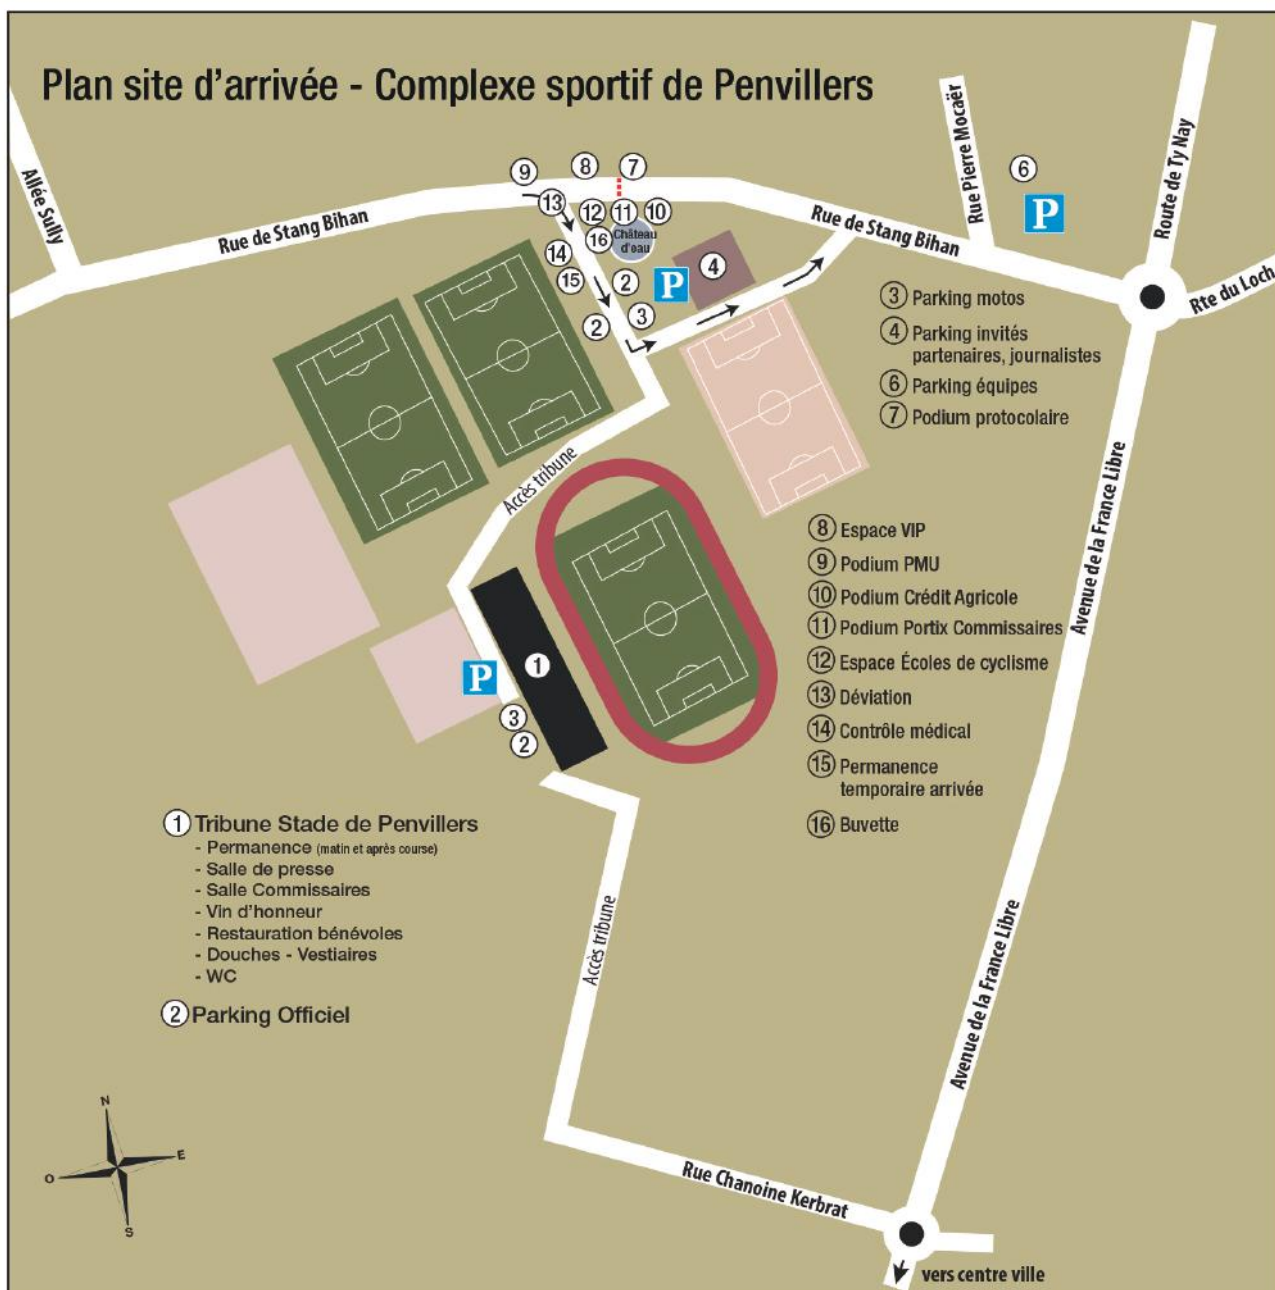 Plan site d'arrivée - Complexe sportif de Penvillers
Allée Sully
Rue de Stang Bihan
9
8
7
13
12
11
10
16
Château
d'eau
14
15
2
P
4
3
2
Rue de Stang Bihan
Rue Pierre Mocaër
6
P
Route de Ty Nay
Rte du Loch
3 Parking motos
4 Parking invités
partenaires, journalistes
6 Parking équipes
7 Podium protocolaire
Accès tribune
Avenue de la France Libre
8 Espace VIP
9 Podium PMU
10 Podium Crédit Agricole
11 Podium Portix Commissaires
12 Espace Écoles de cyclisme
13 Déviation
14 Contrôle médical
15 Permanence
temporaire arrivée
16 Buvette
P
1
3
2
1 Tribune Stade de Penvillers
- Permanence (matin et après course)
- Salle de presse
- Salle Commissaires
- Vin d'honneur
- Restauration bénévoles
- Douches - Vestiaires
- WC
2 Parking Officiel
Accès tribune
Avenue de la France Libre
N
O
E
S
Rue Chanoine Kerbrat
vers centre ville